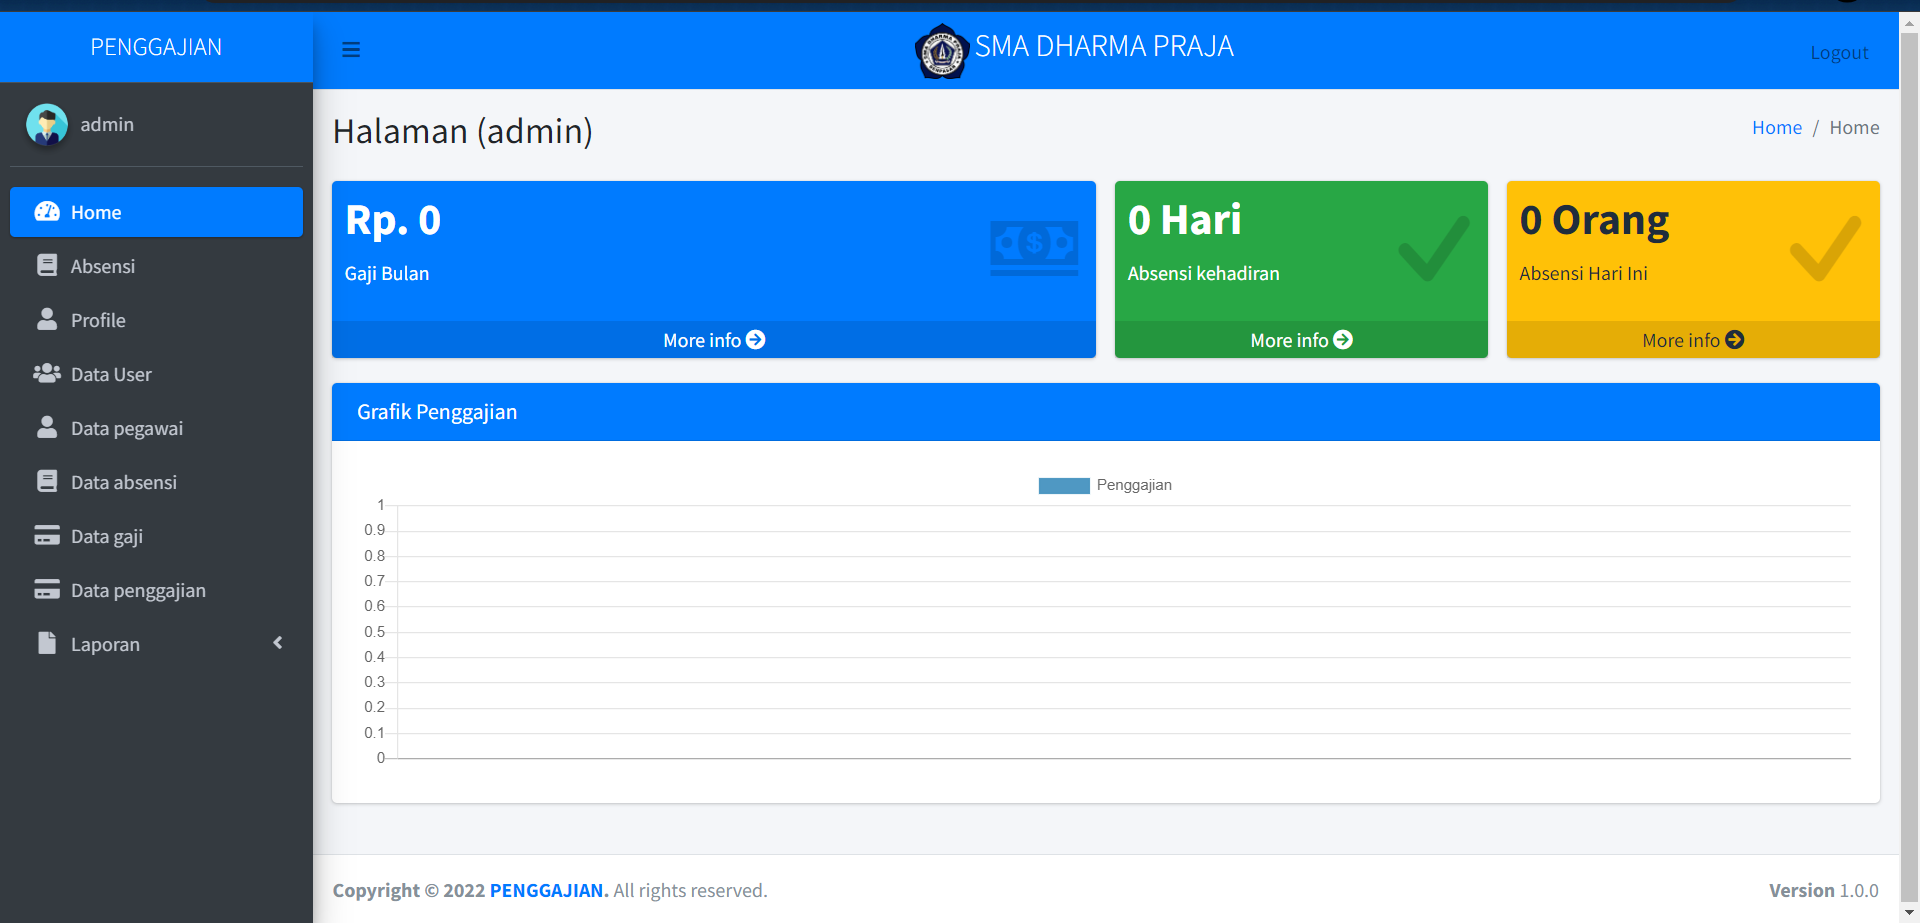 PENGGAJIAN
SMA DHARMA PRAJA
Logout
admin
Halaman (admin)
Home / Home
Home
Absensi
Profile
Data User
Data pegawai
Data absensi
Data gaji
Data penggajian
Laporan
Rp. 0
Gaji Bulan
More info
0 Hari
Absensi kehadiran
More info
0 Orang
Absensi Hari Ini
More info
Grafik Penggajian
Penggajian
1
0.9
0.8
0.7
0.6
0.5
0.4
0.3
0.2
0.1
0
Copyright © 2022 PENGGAJIAN. All rights reserved.
Version 1.0.0